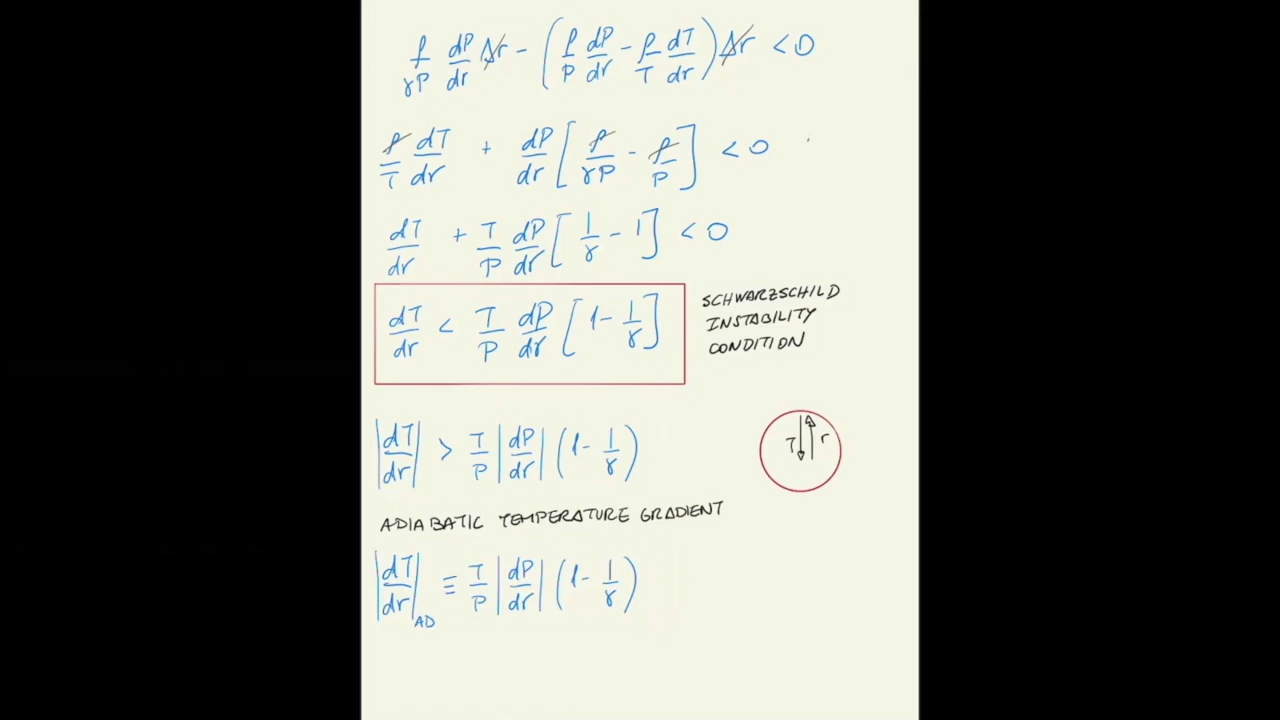 ρ/γP dP/dr Δr - (ρ/P dP/dr - ρ/T dT/dr) Δr < 0
ρ/T dT/dr + dP/dr [ρ/γP - ρ/P] < 0
dT/dr + T/P dP/dr [1/γ - 1] < 0
dT/dr < T/P dP/dr [1 - 1/γ]
SCHWARZSCHILD
INSTABILITY
CONDITION
|dT/dr| > T/P |dP/dr| (1 - 1/γ)
T r
ADIABATIC TEMPERATURE GRADIENT
|dT/dr|AD ≡ T/P |dP/dr| (1 - 1/γ)